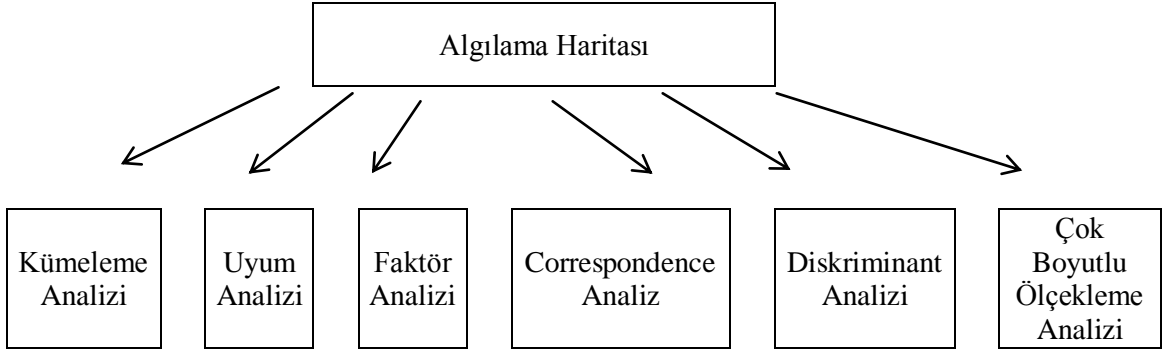 Algılama Haritası
Kümeleme
Analizi
Uyum
Analizi
Faktör
Analizi
Correspondence
Analiz
Diskriminant
Analizi
Çok
Boyutlu
Ölçekleme
Analizi